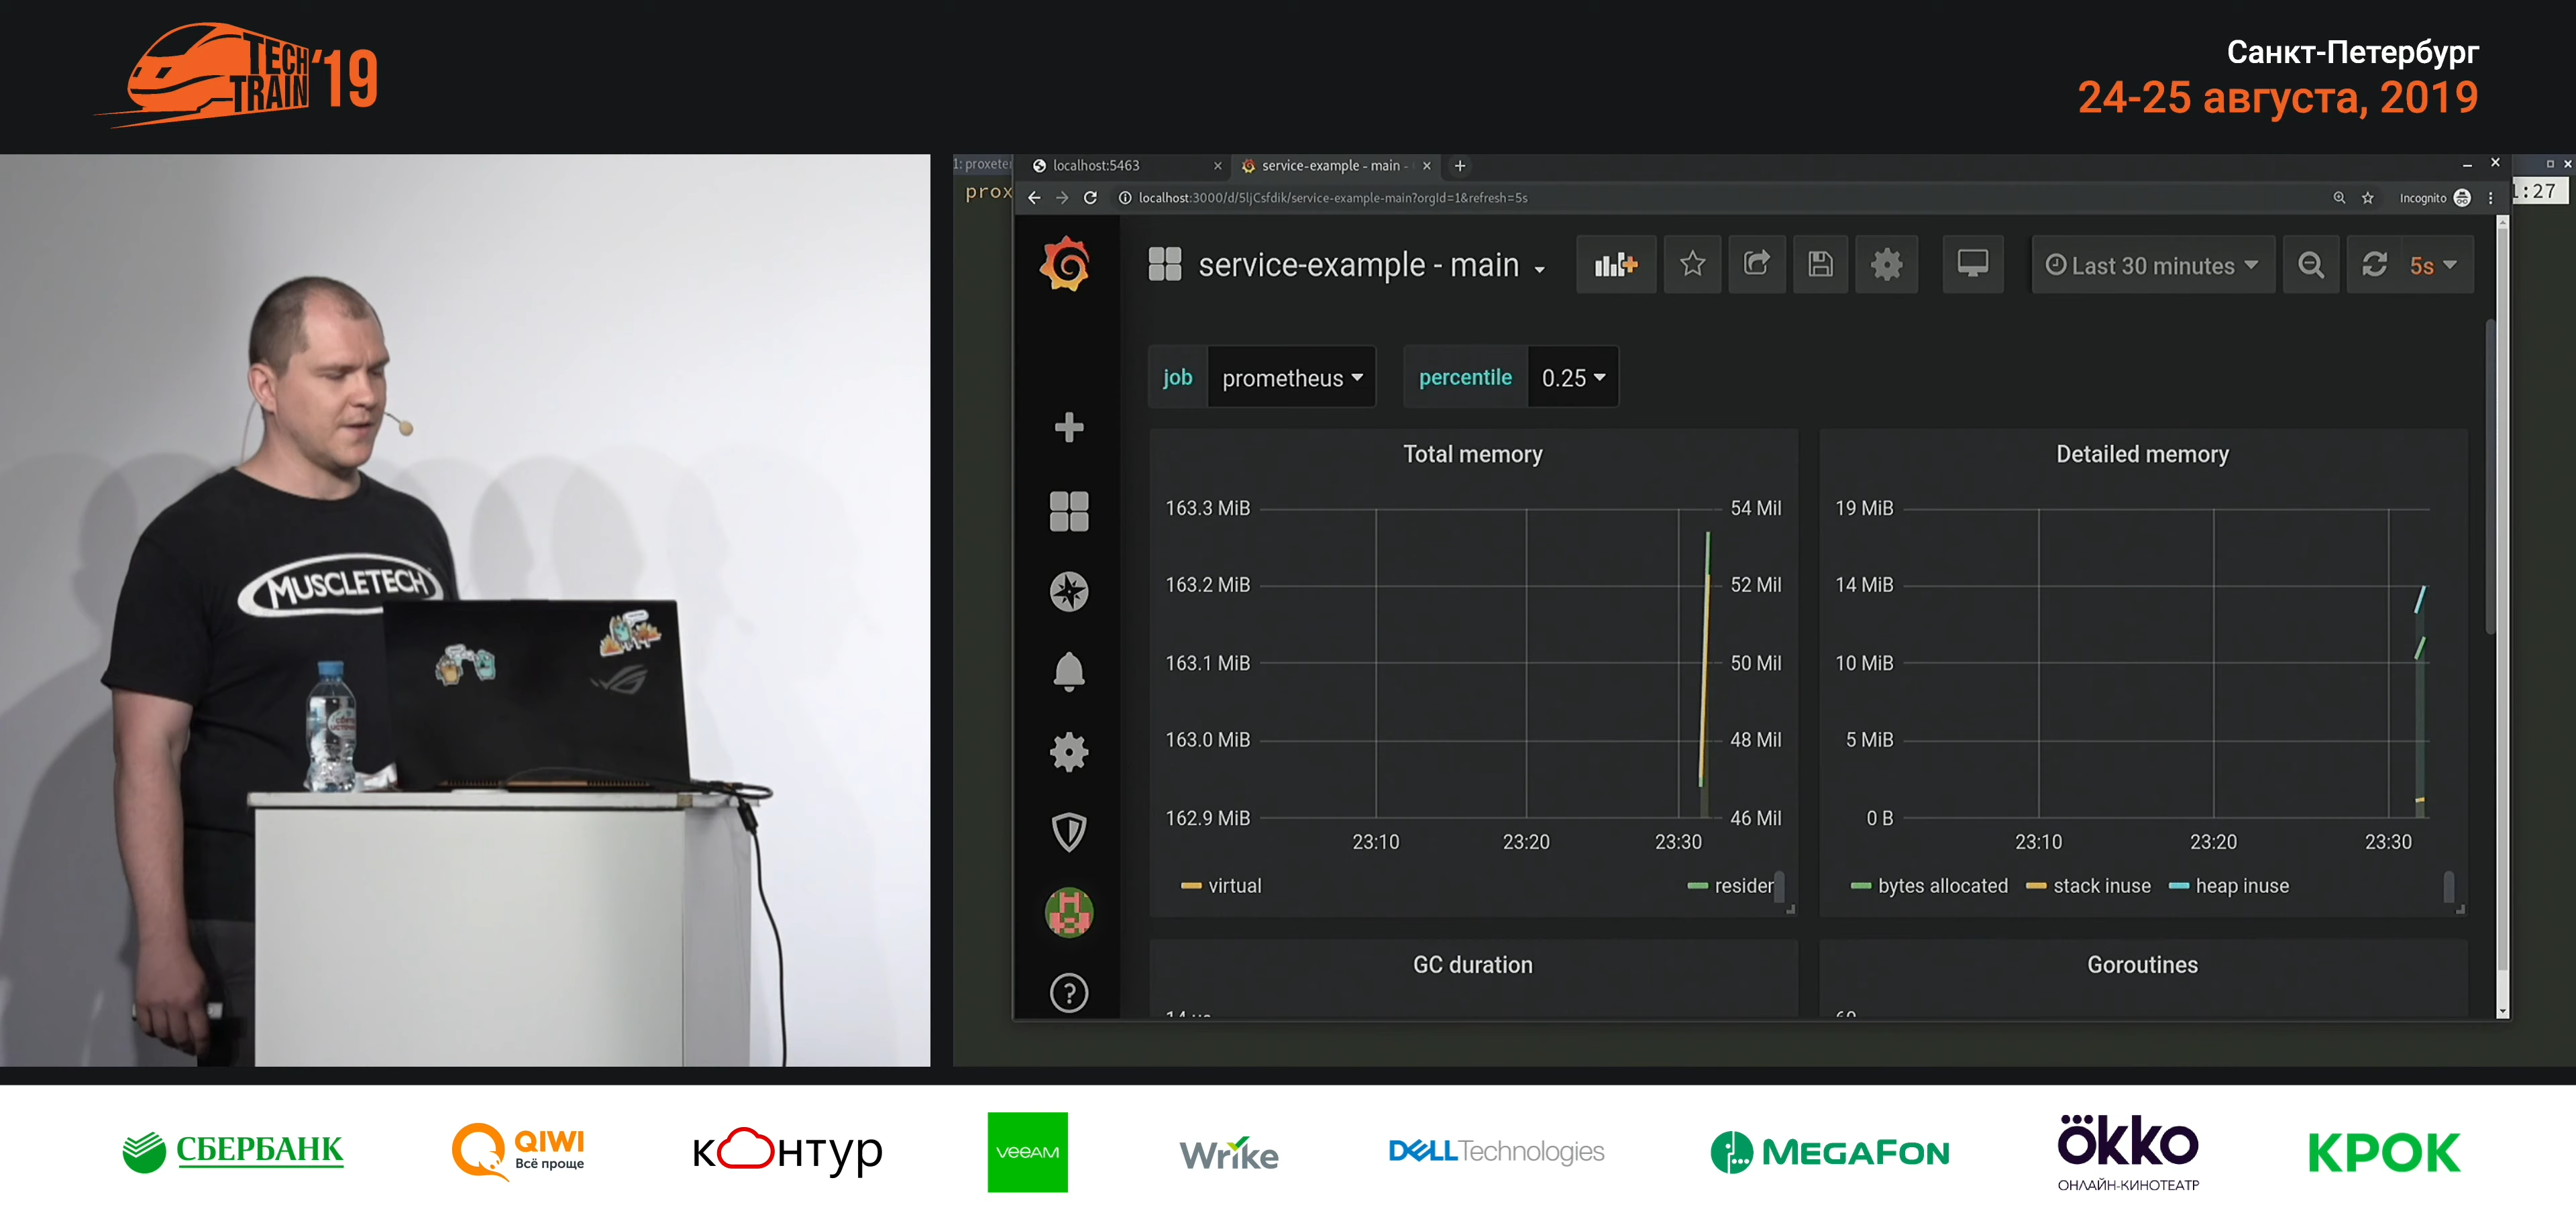 TECH
TRAIN'19
Санкт-Петербург
24-25 августа, 2019
MUSCLETECH
1: proxeter
prox
localhost:5463
service-example - main -
localhost:3000/d/5ljCsfdik/service-example-main?orgId=1&refresh=5s
Incognito
:27
service-example - main
Last 30 minutes
5s
job prometheus
percentile 0.25
Total memory
163.3 MiB
163.2 MiB
163.1 MiB
163.0 MiB
162.9 MiB
54 Mil
52 Mil
50 Mil
48 Mil
46 Mil
23:10 23:20 23:30
virtual
resider
Detailed memory
19 MiB
14 MiB
10 MiB
5 MiB
0 B
23:10 23:20 23:30
bytes allocated stack inuse heap inuse
GC duration
Goroutines
СБЕРБАНК
QIWI
Всё проще
контур
veeam
Wrike
DELL Technologies
MEGAFON
ökko
ОНЛАЙН-КИНОТЕАТР
КРОК